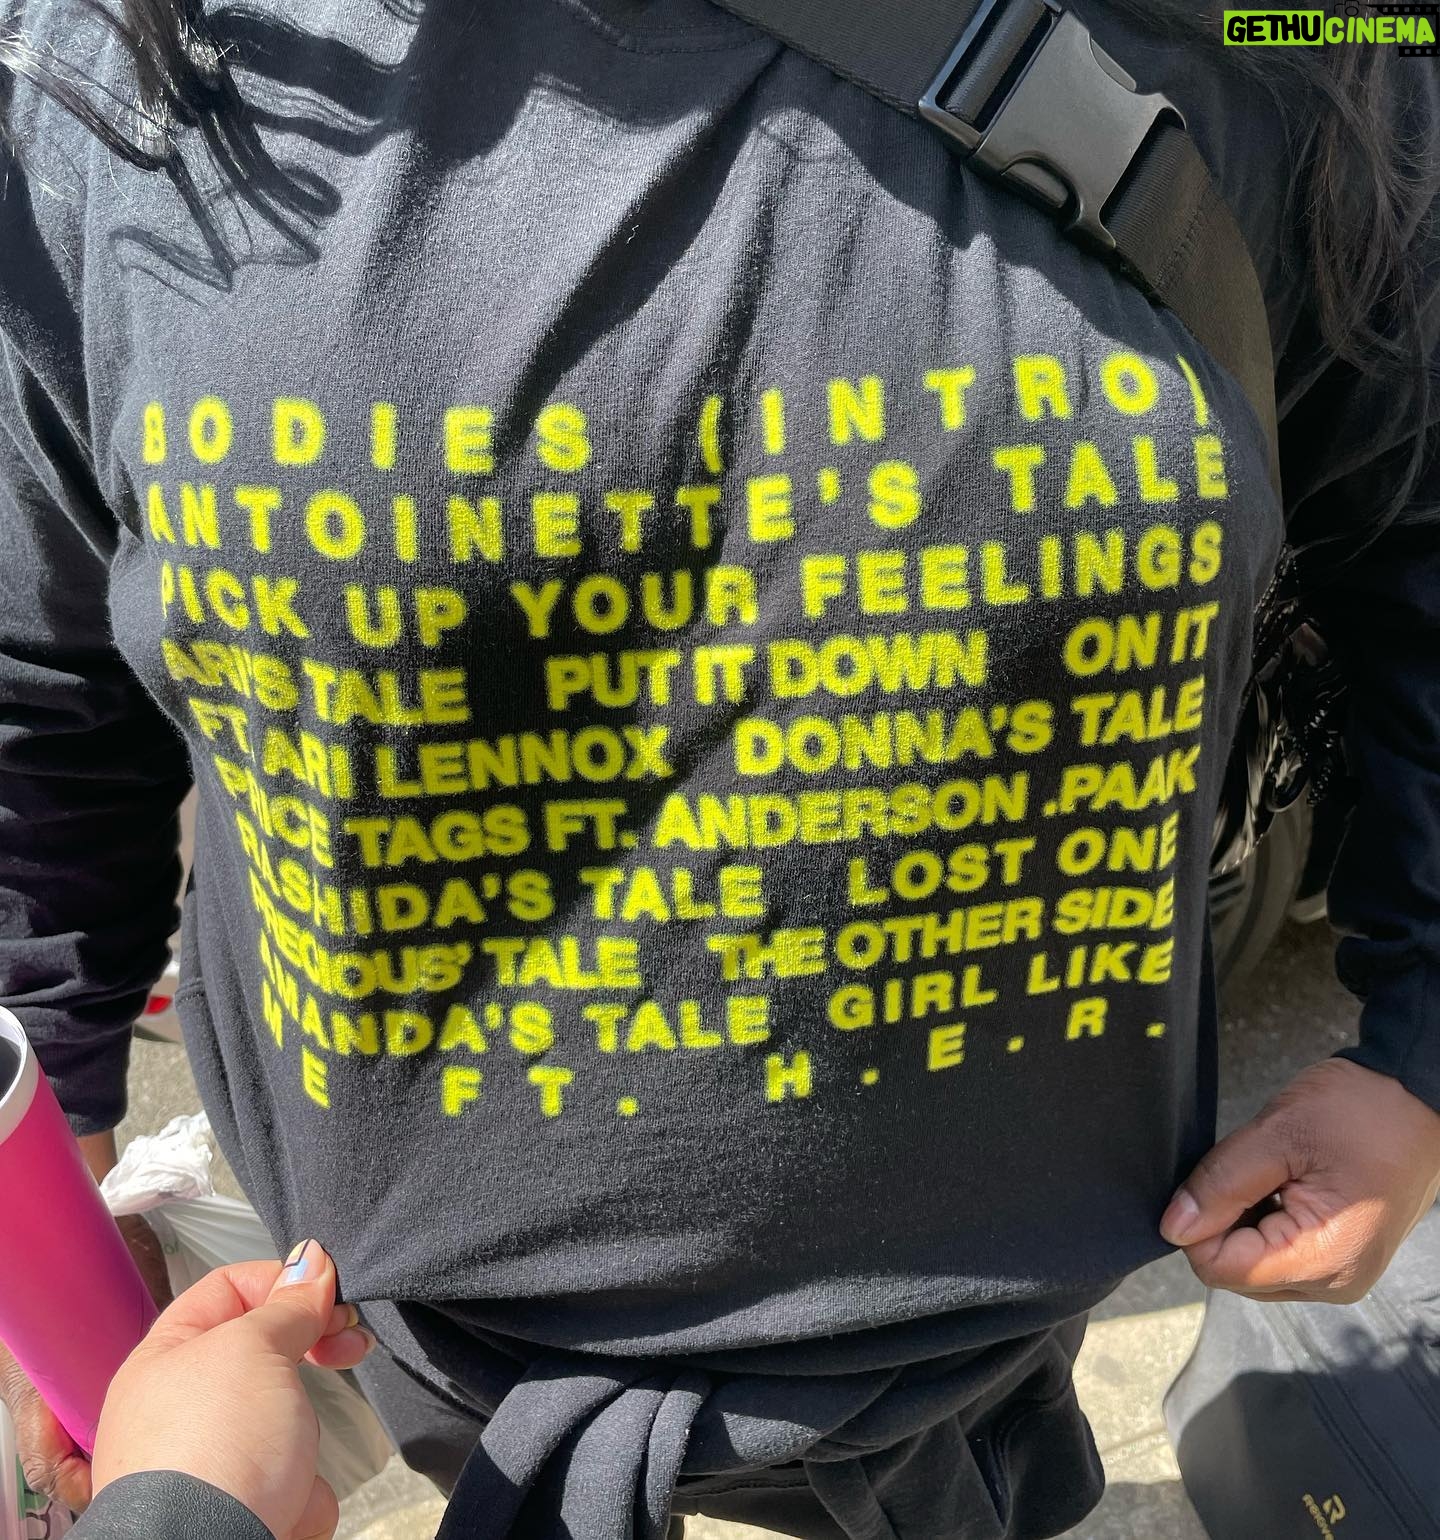 GETHUCINEMA
BODIES (INTRO)
ANTOINETTE'S TALE
PICK UP YOUR FEELINGS
BARI'S TALE PUT IT DOWN ON IT
FT ARI LENNOX DONNA'S TALE
PRICE TAGS FT. ANDERSON .PAAK
RASHIDA'S TALE LOST ONE
PRECIOUS' TALE THE OTHER SIDE
AMANDA'S TALE GIRL LIKE
ME FT. H.E.R.